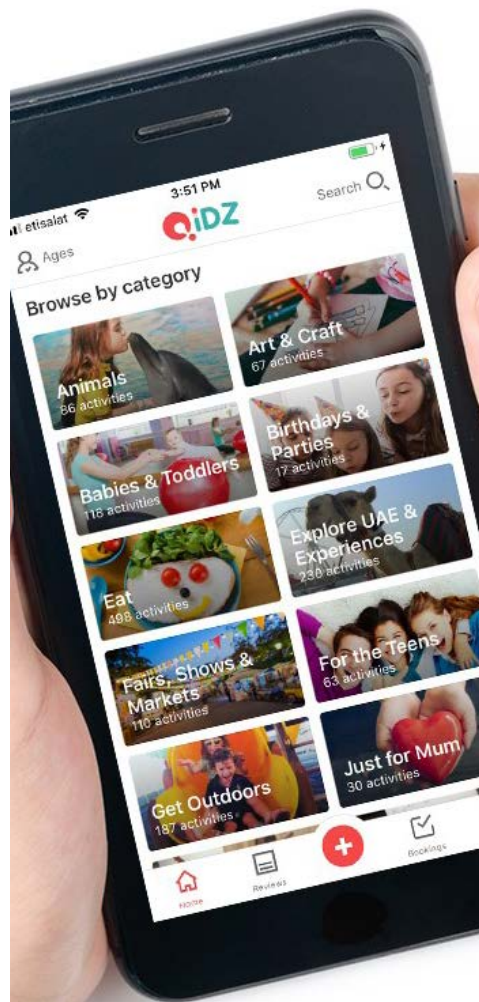 etisalat
3:51 PM
Ages
QiDZ
Search
Browse by category
Animals
86 activities
Art & Craft
67 activities
Babies & Toddlers
118 activities
Birthdays &
Parties
17 activities
Eat
498 activities
Explore UAE &
Experiences
230 activities
Fairs, Shows &
Markets
110 activities
For the Teens
63 activities
Get Outdoors
187 activities
Just for Mum
30 activities
Home
Reviews
Bookings